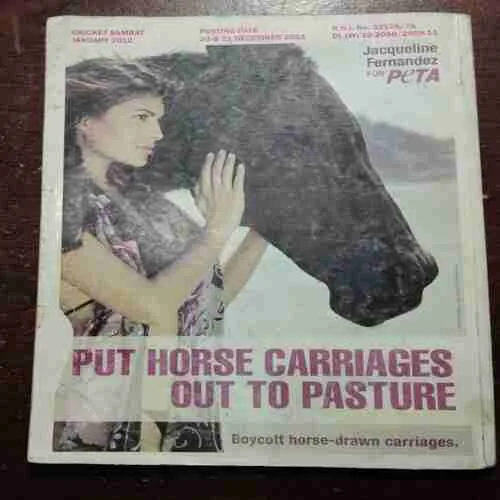 CRICKET SAMRAT
JANUARY 2012
POSTING DATE
Jacqueline
Fernandez
FOR PETA
PUT HORSE CARRIAGES
OUT TO PASTURE
Boycott horse-drawn carriages.